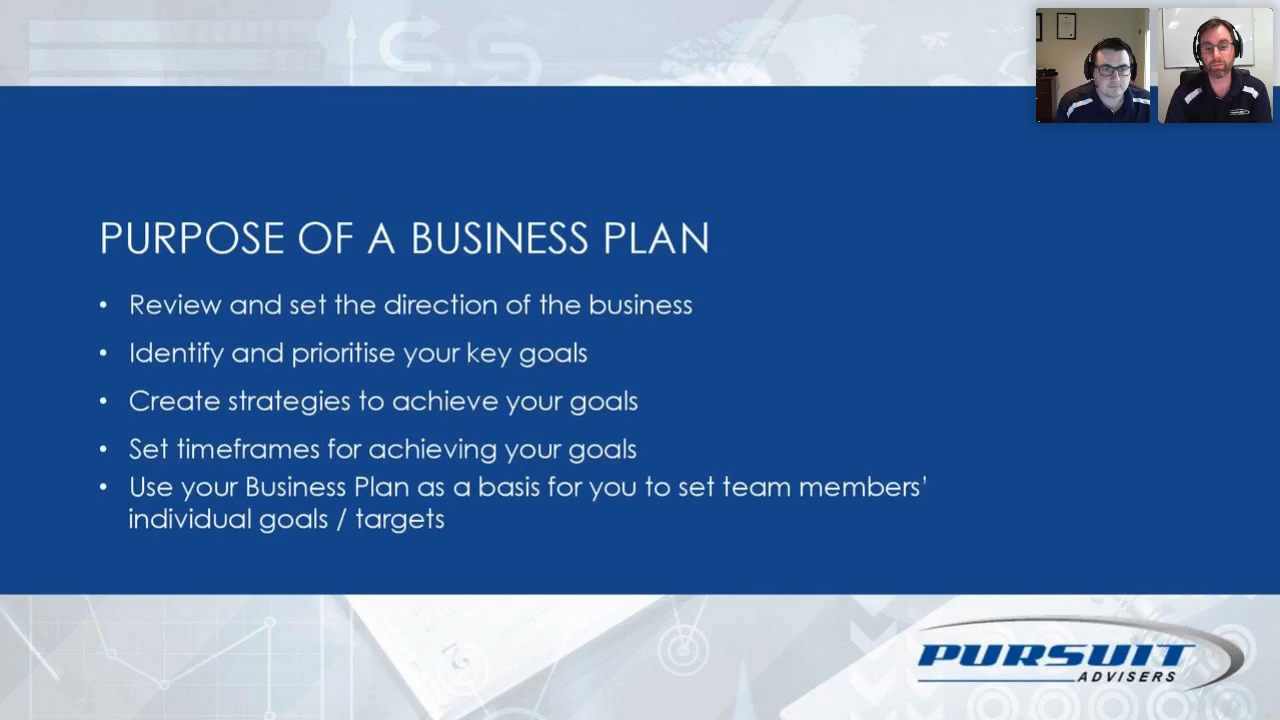 PURPOSE OF A BUSINESS PLAN
• Review and set the direction of the business
• Identify and prioritise your key goals
• Create strategies to achieve your goals
• Set timeframes for achieving your goals
• Use your Business Plan as a basis for you to set team members'
individual goals / targets
PURSUIT
ADVISERS